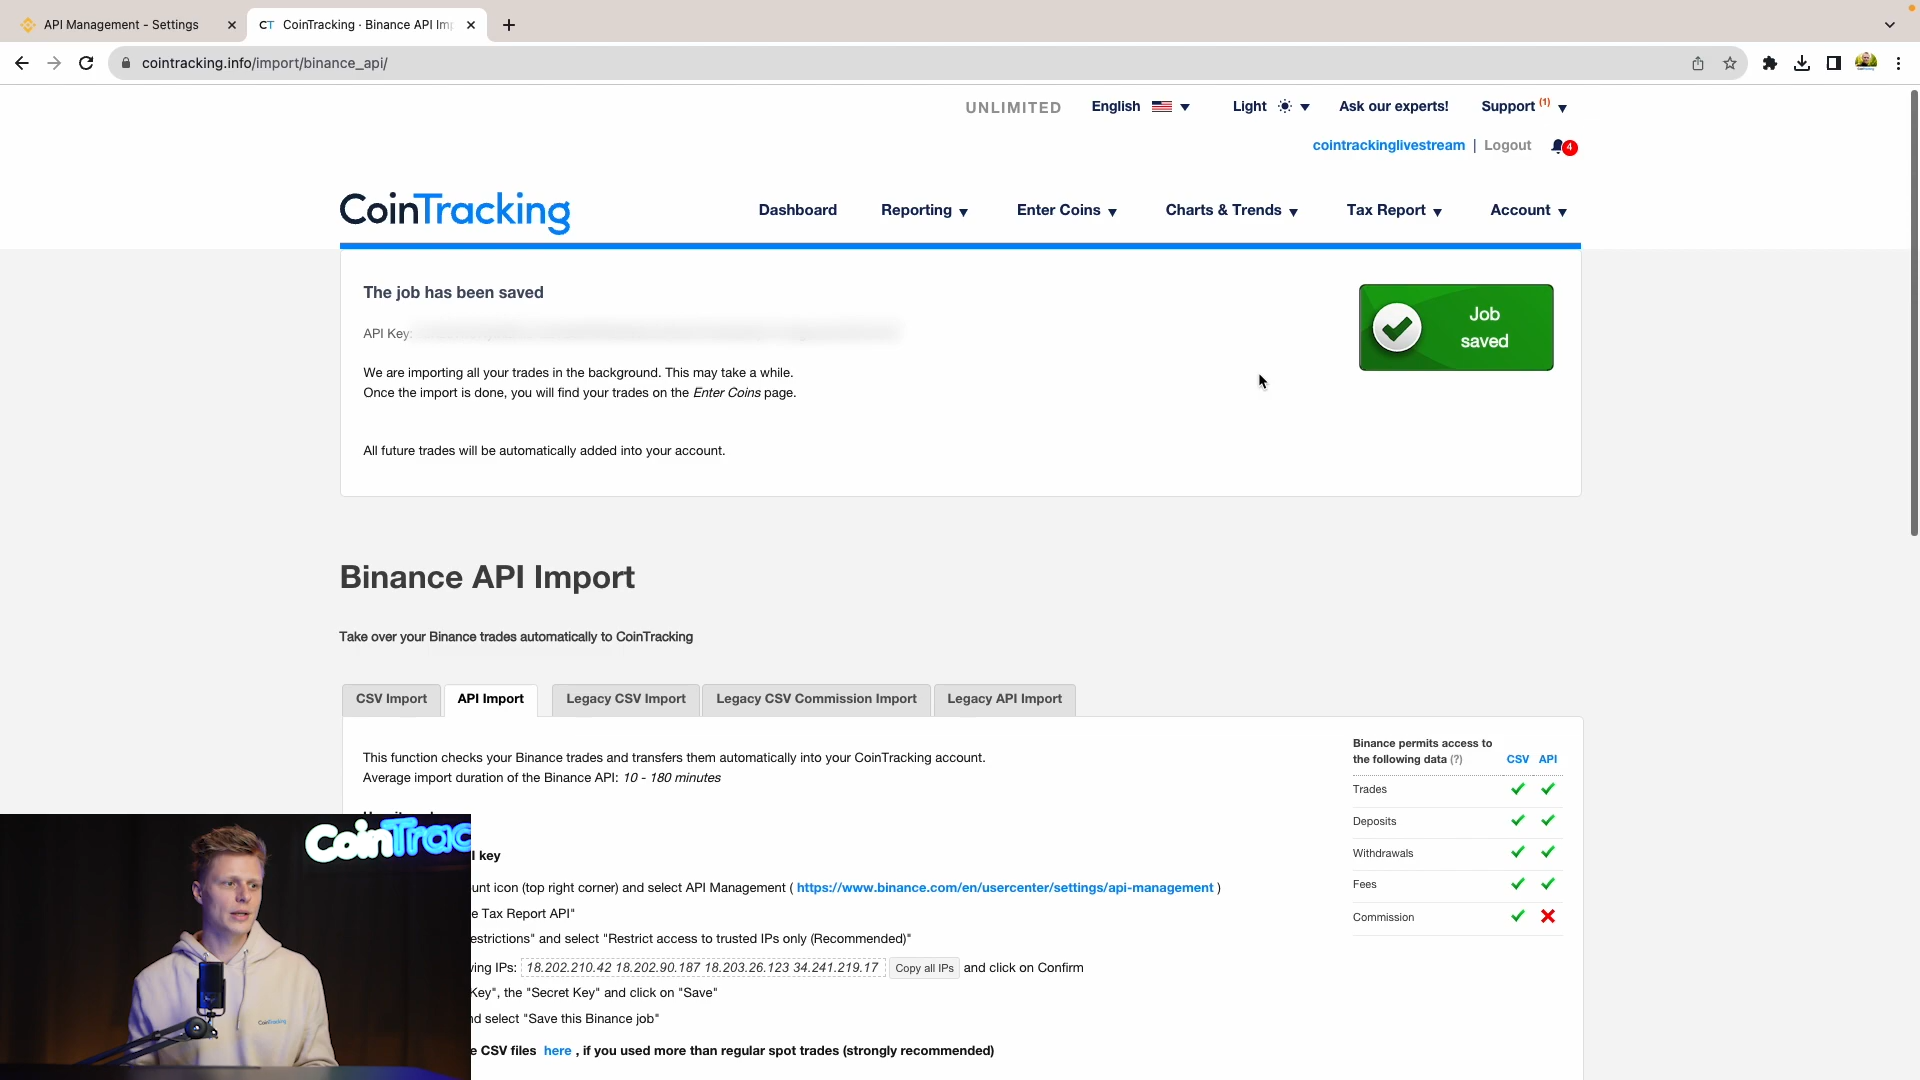 API Management - Settings
CT CoinTracking · Binance API Im
cointracking.info/import/binance_api/
UNLIMITED English Light Ask our experts! Support (1)
cointrackinglivestream | Logout 4
CoinTracking
Dashboard Reporting Enter Coins Charts & Trends Tax Report Account
The job has been saved
Job
saved
API Key:
We are importing all your trades in the background. This may take a while.
Once the import is done, you will find your trades on the Enter Coins page.
All future trades will be automatically added into your account.
Binance API Import
Take over your Binance trades automatically to CoinTracking
CSV Import API Import Legacy CSV Import Legacy CSV Commission Import Legacy API Import
This function checks your Binance trades and transfers them automatically into your CoinTracking account.
Average import duration of the Binance API: 10 - 180 minutes
Binance permits access to
the following data (?) CSV API
Trades
Deposits
Withdrawals
Fees
Commission
key
unt icon (top right corner) and select API Management ( https://www.binance.com/en/usercenter/settings/api-management )
e Tax Report API"
estrictions" and select "Restrict access to trusted IPs only (Recommended)"
ving IPs: 18.202.210.42 18.202.90.187 18.203.26.123 34.241.219.17 Copy all IPs and click on Confirm
Key", the "Secret Key" and click on "Save"
nd select "Save this Binance job"
e CSV files here , if you used more than regular spot trades (strongly recommended)
CoinTrac
CoinTracking